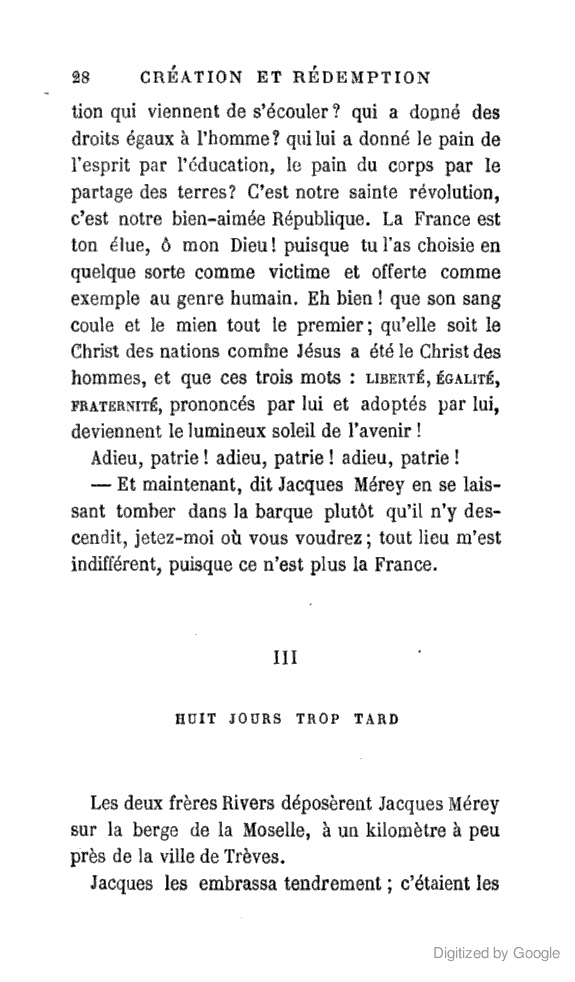 28 CRÉATION ET RÉDEMPTION
tion qui viennent de s'écouler? qui a donné des
droits égaux à l'homme? qui lui a donné le pain de
l'esprit par l'éducation, le pain du corps par le
partage des terres? C'est notre sainte révolution,
c'est notre bien-aimée République. La France est
ton élue, ô mon Dieu! puisque tu l'as choisie en
quelque sorte comme victime et offerte comme
exemple au genre humain. Eh bien! que son sang
coule et le mien tout le premier; qu'elle soit le
Christ des nations comme Jésus a été le Christ des
hommes, et que ces trois mots : LIBERTÉ, ÉGALITÉ,
FRATERNITÉ, prononcés par lui et adoptés par lui,
deviennent le lumineux soleil de l'avenir!
Adieu, patrie! adieu, patrie! adieu, patrie!
— Et maintenant, dit Jacques Mérey en se lais-
sant tomber dans la barque plutôt qu'il n'y des-
cendit, jetez-moi où vous voudrez; tout lieu m'est
indifférent, puisque ce n'est plus la France.
III
HUIT JOURS TROP TARD
Les deux frères Rivers déposèrent Jacques Mérey
sur la berge de la Moselle, à un kilomètre à peu
près de la ville de Trèves.
Jacques les embrassa tendrement; c'étaient les
Digitized by Google